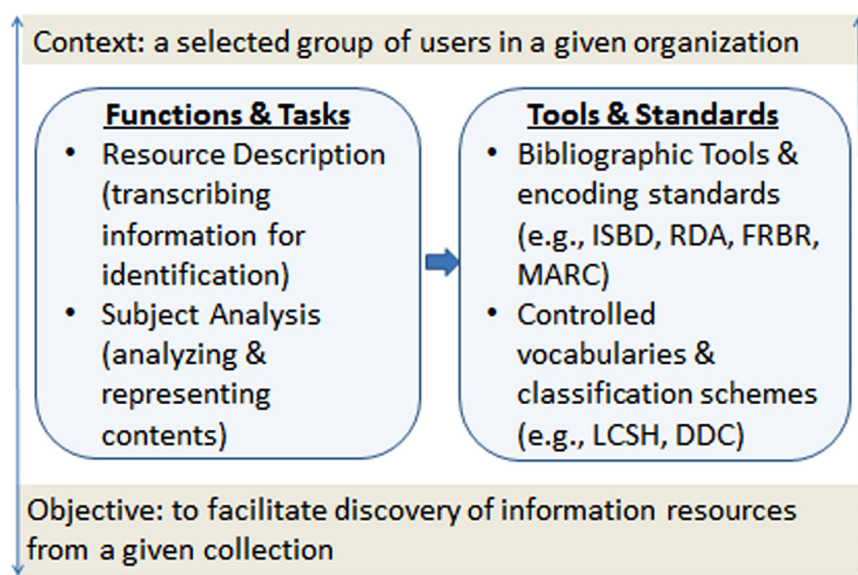 Context: a selected group of users in a given organization
Functions & Tasks
• Resource Description
(transcribing
information for
identification)
• Subject Analysis
(analyzing &
representing
contents)
Tools & Standards
• Bibliographic Tools &
encoding standards
(e.g., ISBD, RDA, FRBR,
MARC)
• Controlled
vocabularies &
classification schemes
(e.g., LCSH, DDC)
Objective: to facilitate discovery of information resources
from a given collection